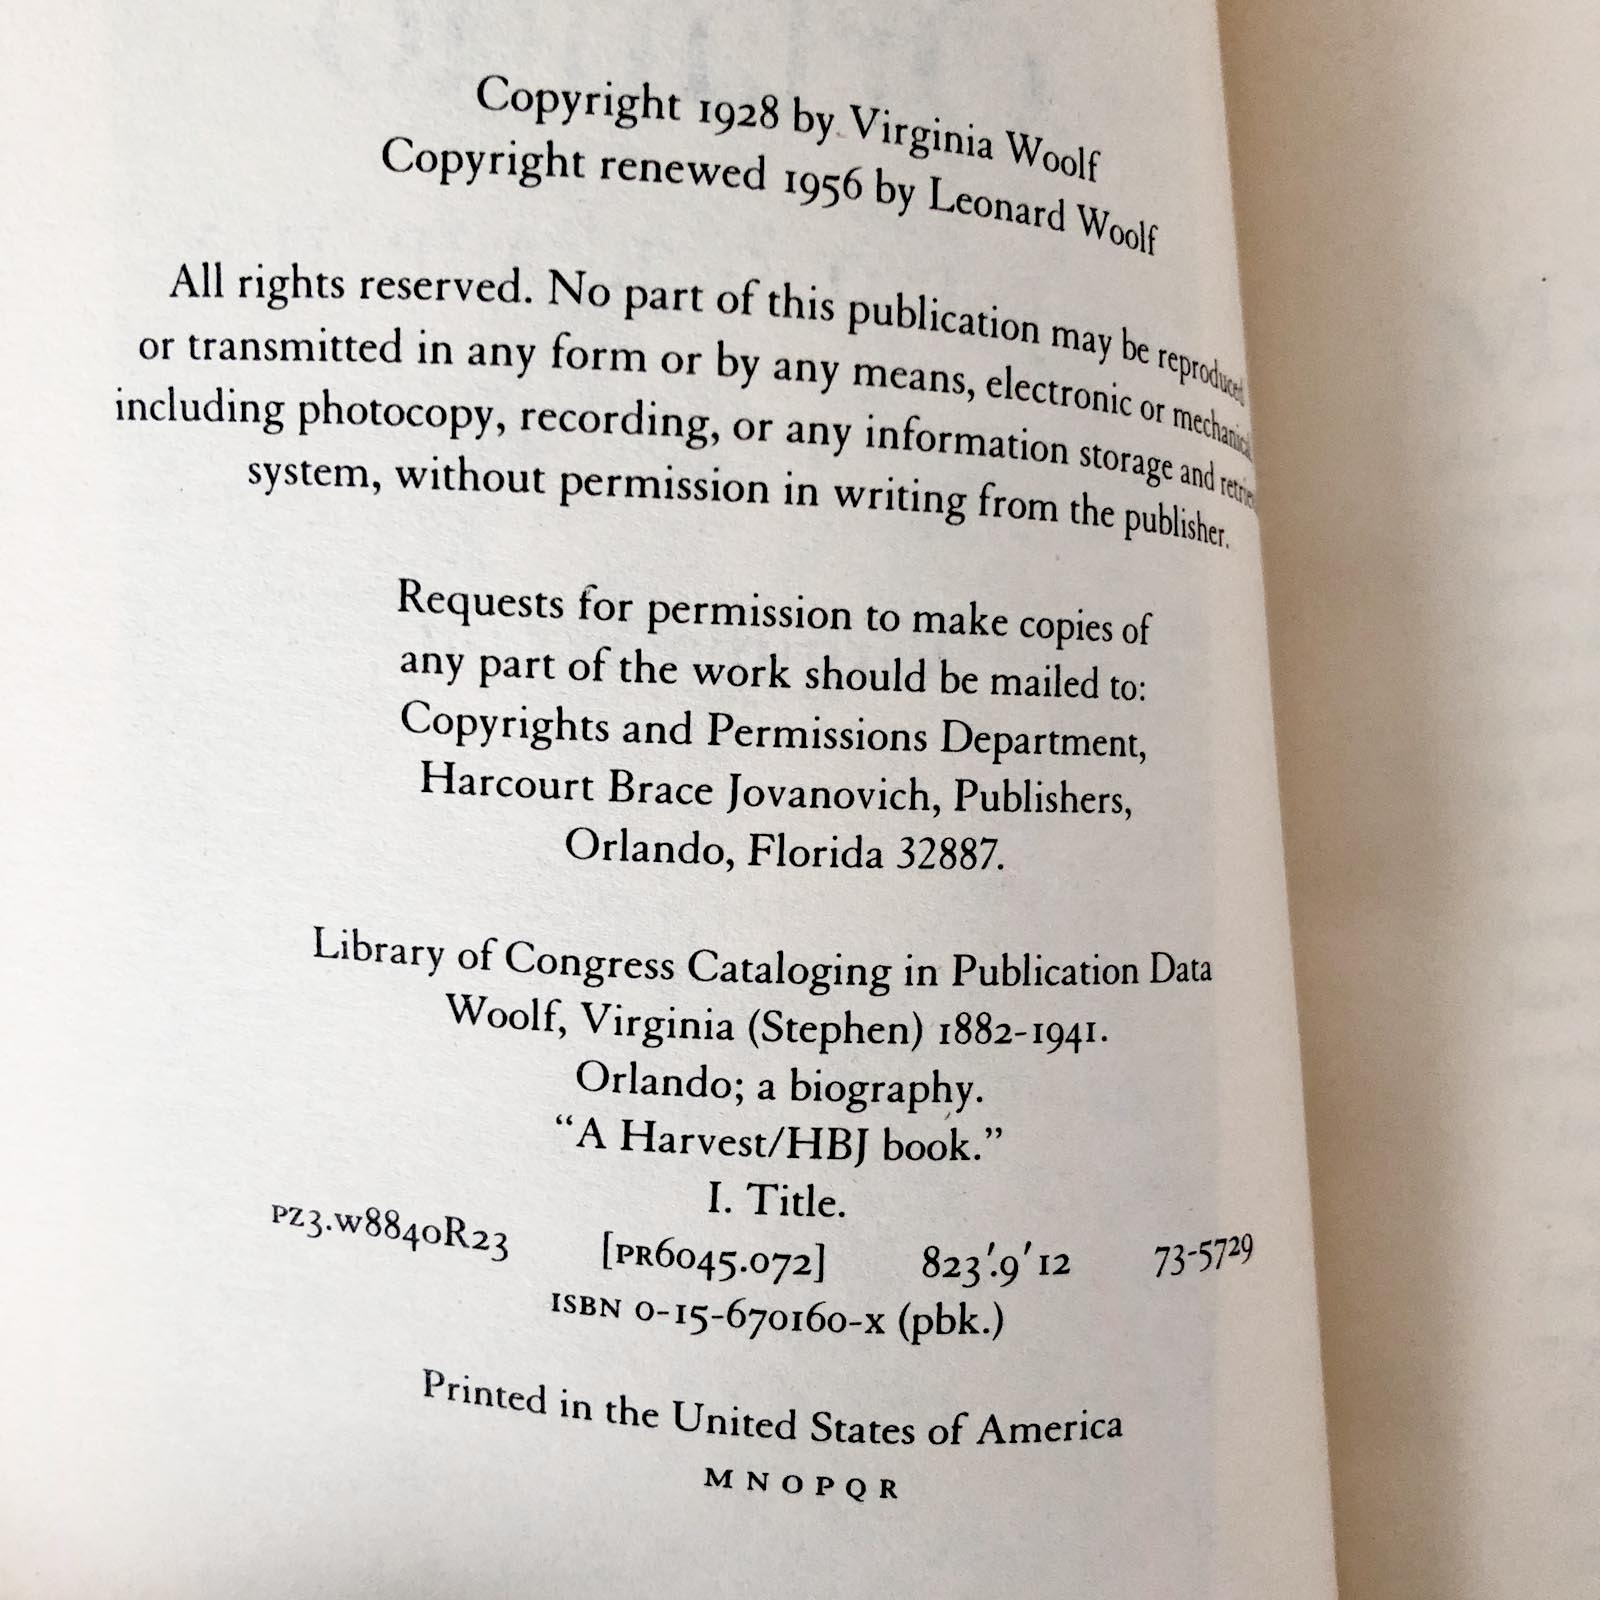 Copyright 1928 by Virginia Woolf
Copyright renewed 1956 by Leonard Woolf
All rights reserved. No part of this publication may be reproduced
or transmitted in any form or by any means, electronic or mechanical
including photocopy, recording, or any information storage and
system, without permission in writing from the publisher.
Requests for permission to make copies of
any part of the work should be mailed to:
Copyrights and Permissions Department,
Harcourt Brace Jovanovich, Publishers,
Orlando, Florida 32887.
Library of Congress Cataloging in Publication Data
Woolf, Virginia (Stephen) 1882-1941.
Orlando; a biography.
“A Harvest/HBJ book.”
I. Title.
PZ3.W884OR23 [PR6045.072] 823'.9'12 73-5729
ISBN 0-15-670160-X (pbk.)
Printed in the United States of America
M N O P Q R